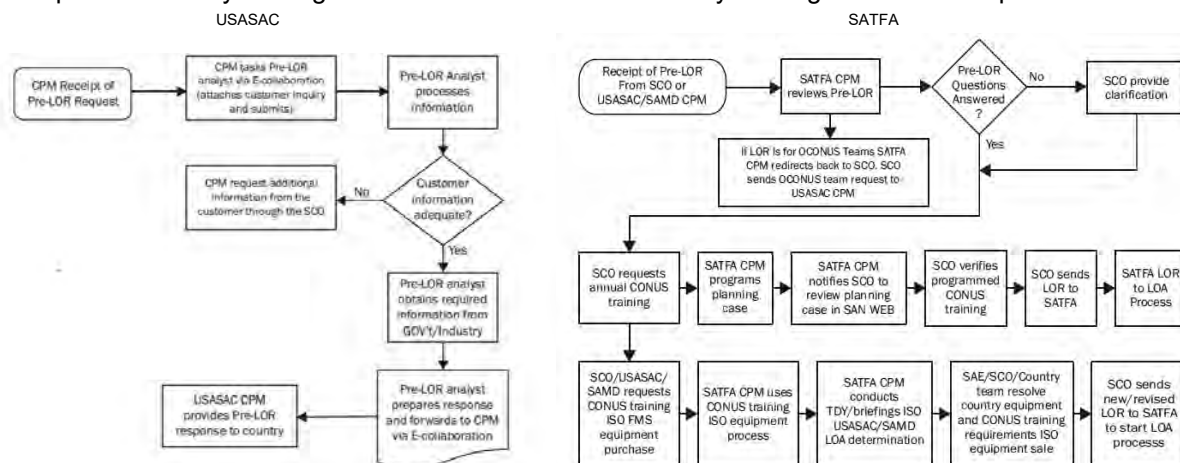 USASAC
CPM Receipt of
Pre-LOR Request
CPM tasks Pre-LOR
analyst via E-collaboration
(attaches customer inquiry
and submits)
Pre-LOR Analyst
processes
information
Customer
information
adequate?
No
CPM request additional
information from the
customer through the SCO
Yes
Pre-LOR analyst
obtains required
information from
GOV't/Industry
Pre-LOR analyst
prepares response
and forwards to CPM
via E-collaboration
USASAC CPM
provides Pre-LOR
response to country
SATFA
Receipt of Pre-LOR
From SCO or
USASAC/SAMD CPM
SATFA CPM
reviews Pre-LOR
Pre-LOR
Questions
Answered
?
No
SCO provide
clarification
Yes
If LOR is for OCONUS Teams SATFA
CPM redirects back to SCO. SCO
sends OCONUS team request to
USASAC CPM
SCO requests
annual CONUS
training
SATFA CPM
programs
planning
case
SATFA CPM
notifies SCO to
review planning
case in SAN WEB
SCO verifies
programmed
CONUS
training
SCO sends
LOR to
SATFA
SATFA LOR
to LOA
Process
SCO/USASAC/
SAMD requests
CONUS training
ISO FMS
equipment
purchase
SATFA CPM uses
CONUS training
ISO equipment
process
SATFA CPM
conducts
TDY/briefings ISO
USASAC/SAMD
LOA determination
SAE/SCO/Country
team resolve
country equipment
and CONUS training
requirements ISO
equipment sale
SCO sends
new/revised
LOR to SATFA
to start LOA
processs